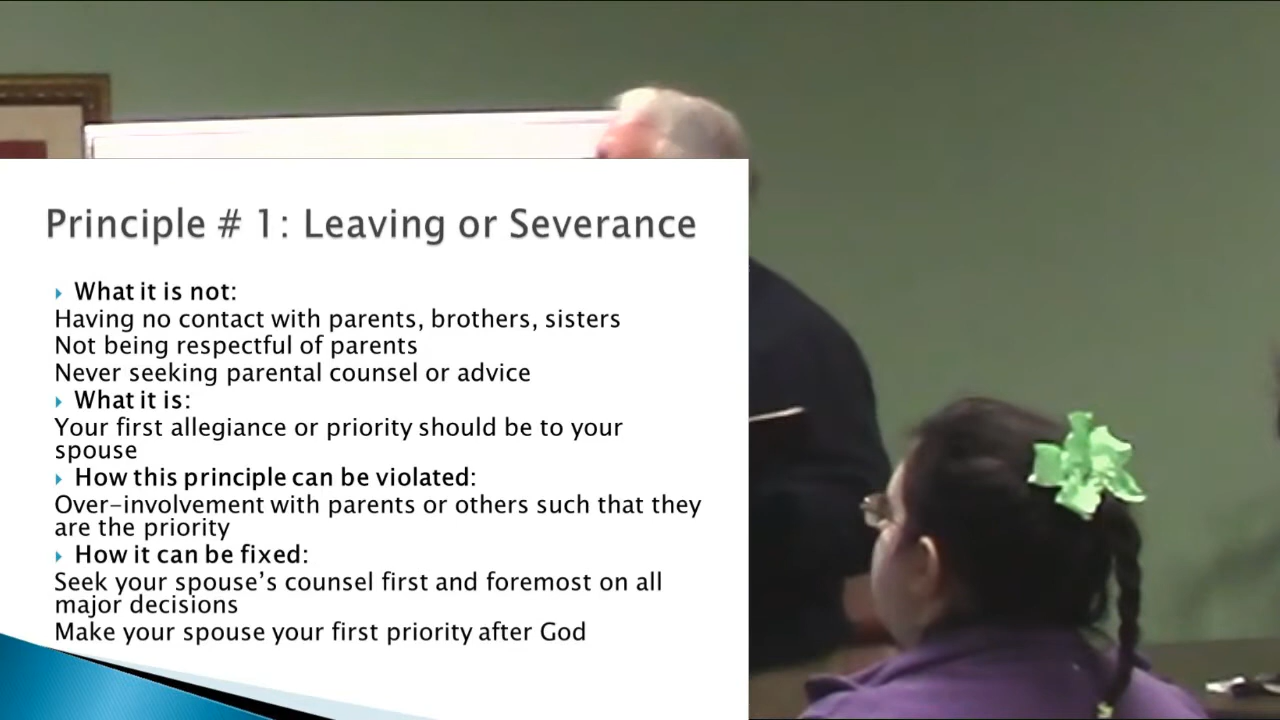 Principle # 1: Leaving or Severance
What it is not:
Having no contact with parents, brothers, sisters
Not being respectful of parents
Never seeking parental counsel or advice
What it is:
Your first allegiance or priority should be to your
spouse
How this principle can be violated:
Over-involvement with parents or others such that they
are the priority
How it can be fixed:
Seek your spouse’s counsel first and foremost on all
major decisions
Make your spouse your first priority after God